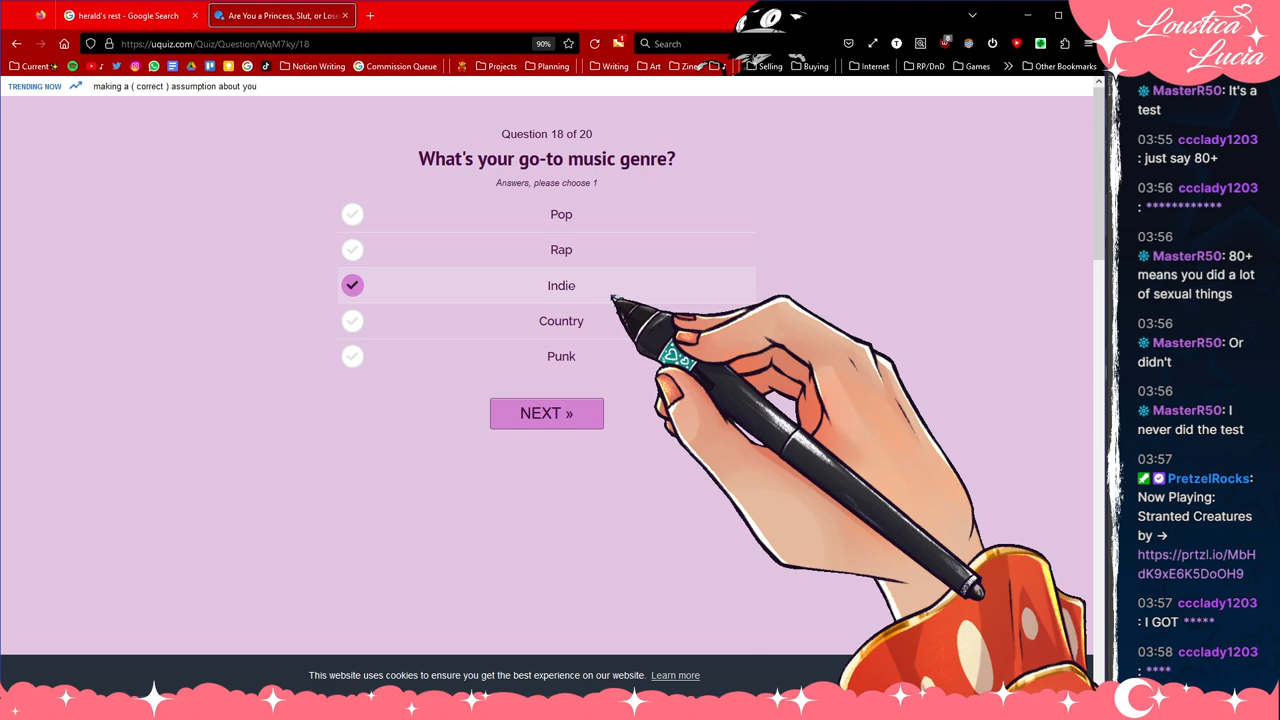 herald's rest - Google Search
Are You a Princess, Slut, or Lose
https://uquiz.com/Quiz/Question/WqM7ky/18
90%
Search
8
Current
Notion Writing
Commission Queue
Projects
Planning
Writing
Art
Zine
Selling
Buying
Internet
RP/DnD
Games
Other Bookmarks
TRENDING NOW
making a ( correct ) assumption about you
Question 18 of 20
What's your go-to music genre?
Answers, please choose 1
Pop
Rap
Indie
Country
Punk
NEXT »
This website uses cookies to ensure you get the best experience on our website. Learn more
Loustica
Lucia
MasterR50: It's a
test
03:55 ccclady1203
: just say 80+
03:56 ccclady1203
: ************
03:56
MasterR50: 80+
means you did a lot
of sexual things
03:56
MasterR50: Or
didn't
03:56
MasterR50: I
never did the test
03:57
PretzelRocks:
Now Playing:
Stranted Creatures
by →
https://prtzl.io/MbH
dK9xE6K5DoOH9
03:57 ccclady1203
: I GOT *****
03:58 ccclady1203
: ****